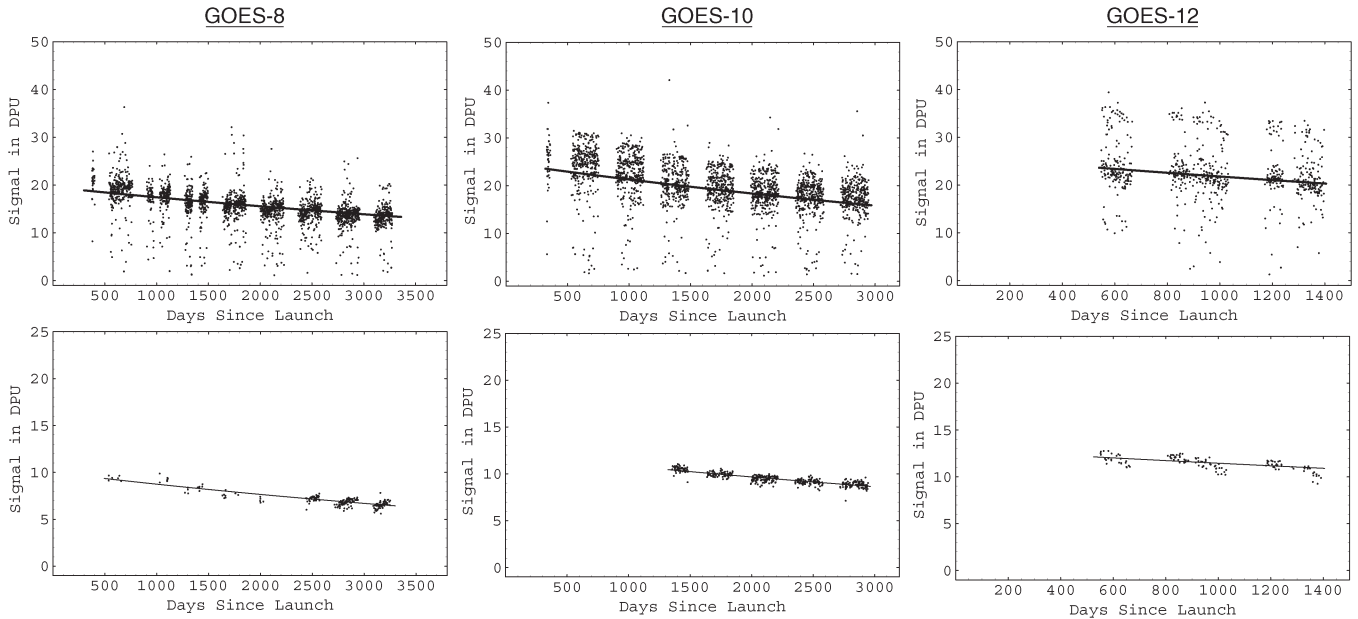 GOES-8 GOES-10 GOES-12
50 50 50
40 40 40
30 30 30
20 20 20
10 10 10
0 0 0
Signal in DPU Signal in DPU Signal in DPU
500 1000 1500 2000 2500 3000 3500 500 1000 1500 2000 2500 3000 200 400 600 800 1000 1200 1400
Days Since Launch Days Since Launch Days Since Launch
25 25 25
20 20 20
15 15 15
10 10 10
5 5 5
0 0 0
Signal in DPU Signal in DPU Signal in DPU
500 1000 1500 2000 2500 3000 3500 500 1000 1500 2000 2500 3000 200 400 600 800 1000 1200 1400
Days Since Launch Days Since Launch Days Since Launch